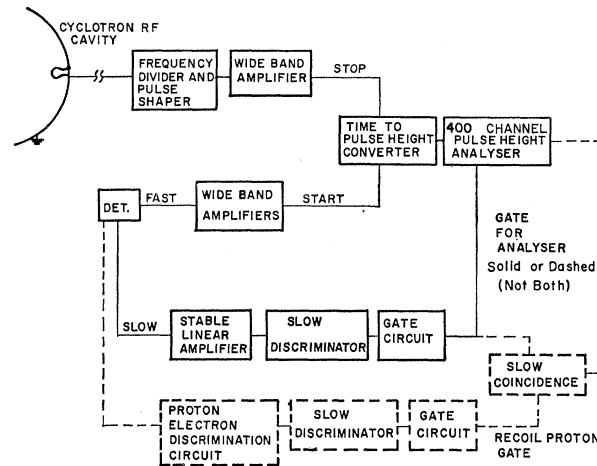 CYCLOTRON RF
CAVITY
FREQUENCY
DIVIDER AND
PULSE
SHAPER
WIDE BAND
AMPLIFIER
STOP
TIME TO
PULSE HEIGHT
CONVERTER
400 CHANNEL
PULSE HEIGHT
ANALYSER
DET.
FAST
WIDE BAND
AMPLIFIERS
START
GATE
FOR
ANALYSER
Solid or Dashed
(Not Both)
SLOW
STABLE
LINEAR
AMPLIFIER
SLOW
DISCRIMINATOR
GATE
CIRCUIT
SLOW
COINCIDENCE
PROTON
ELECTRON
DISCRIMINATION
CIRCUIT
SLOW
DISCRIMINATOR
GATE
CIRCUIT
RECOIL PROTON
GATE